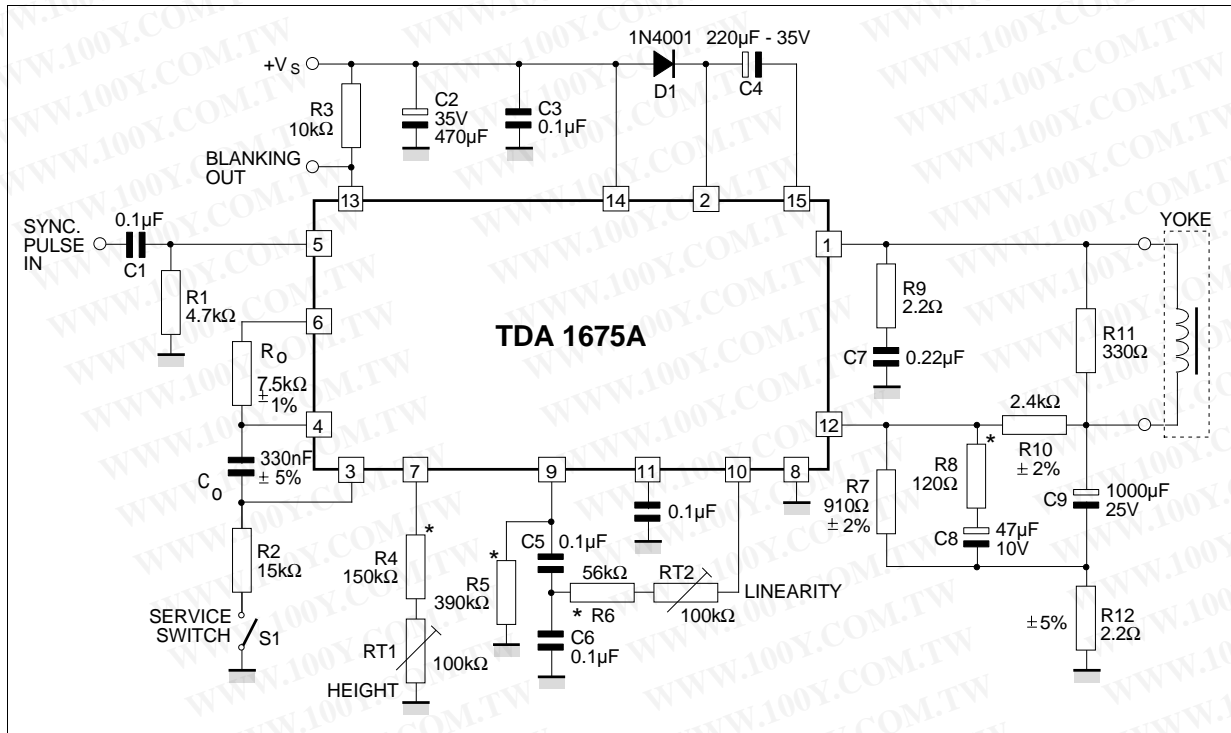 1N4001
220µF - 35V
+VS
D1
C4
R3
10kΩ
C2
35V
470µF
C3
0.1µF
BLANKING
OUT
13
14
2
15
SYNC.
PULSE
IN
0.1µF
C1
5
1
YOKE
R1
4.7kΩ
R9
2.2Ω
R11
330Ω
6
TDA 1675A
C7
0.22µF
Ro
7.5kΩ
±1%
4
12
2.4kΩ
R10
±2%
330nF
±5%
Co
3
7
9
11
10
8
R7
910Ω
±2%
*
R8
120Ω
C9
1000µF
25V
C8
47µF
10V
R2
15kΩ
*
R4
150kΩ
*
R5
390kΩ
C5
0.1µF
0.1µF
56kΩ
* R6
RT2
100kΩ
LINEARITY
SERVICE
SWITCH
S1
RT1
100kΩ
HEIGHT
C6
0.1µF
±5%
R12
2.2Ω
WWW.100Y.COM.TW